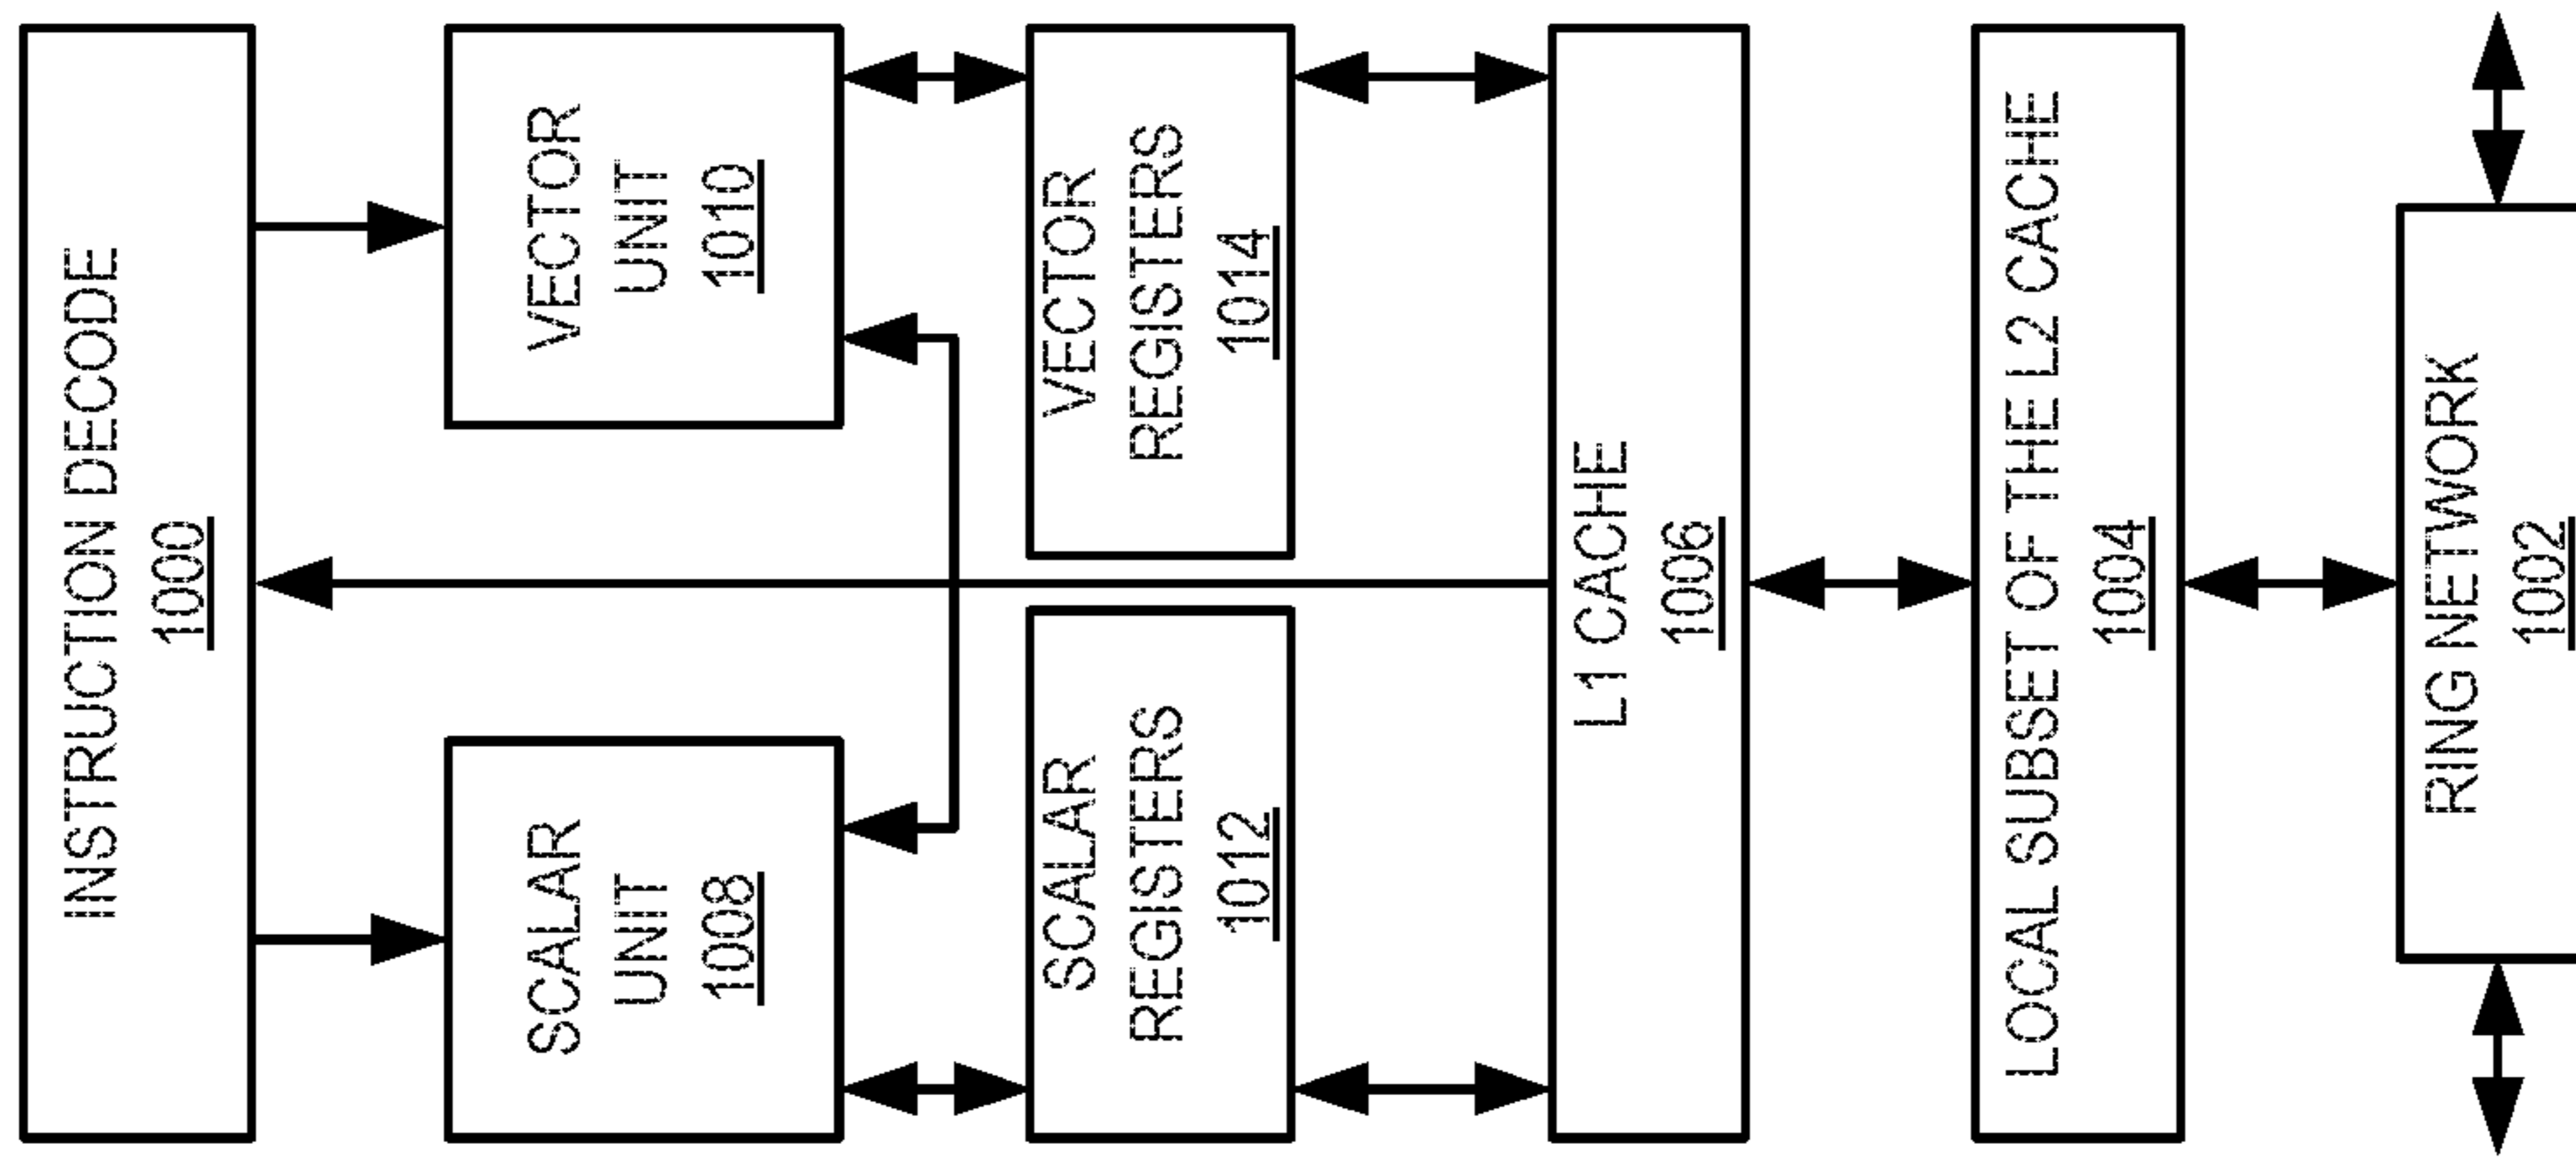 INSTRUCTION DECODE
1000
SCALAR
UNIT
1008
VECTOR
UNIT
1010
SCALAR
REGISTERS
1012
VECTOR
REGISTERS
1014
L1 CACHE
1006
LOCAL SUBSET OF THE L2 CACHE
1004
RING NETWORK
1002